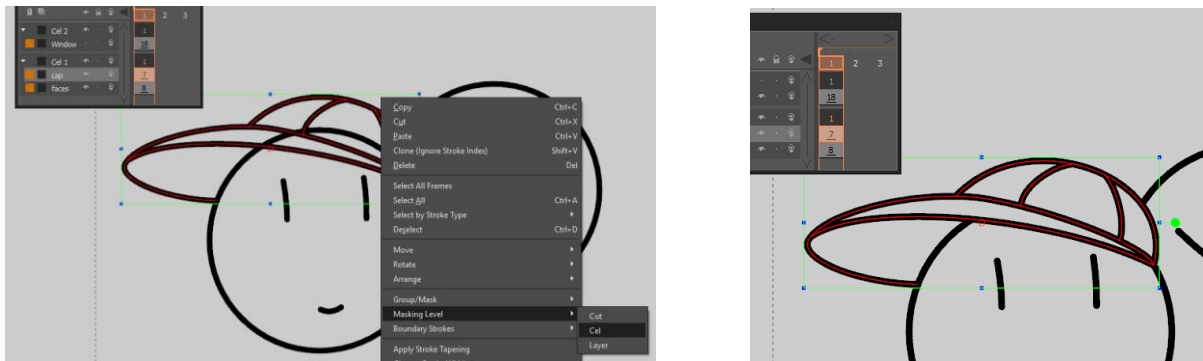 1 2 3
Cel 2 1
Window 18
Cel 1 1
cap 7
faces 8
Copy Ctrl+C
Cut Ctrl+X
Paste Ctrl+V
Clone (Ignore Stroke Index) Shift+V
Delete Del
Select All Frames
Select All Ctrl+A
Select by Stroke Type
Deselect Ctrl+D
Move
Rotate
Arrange
Group/Mask
Masking Level
Boundary Strokes
Apply Stroke Tapering
Cut
Cel
Layer
1 2 3
1
18
1
7
8